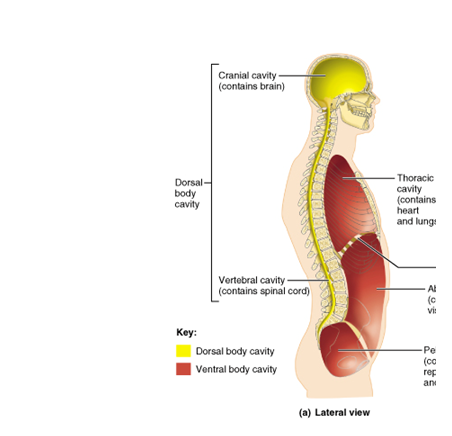 Cranial cavity
(contains brain)
Dorsal
body
cavity
Thoracic
cavity
(contains
heart
and lungs
Vertebral cavity
(contains spinal cord)
Key:
Dorsal body cavity
Ventral body cavity
(a) Lateral view